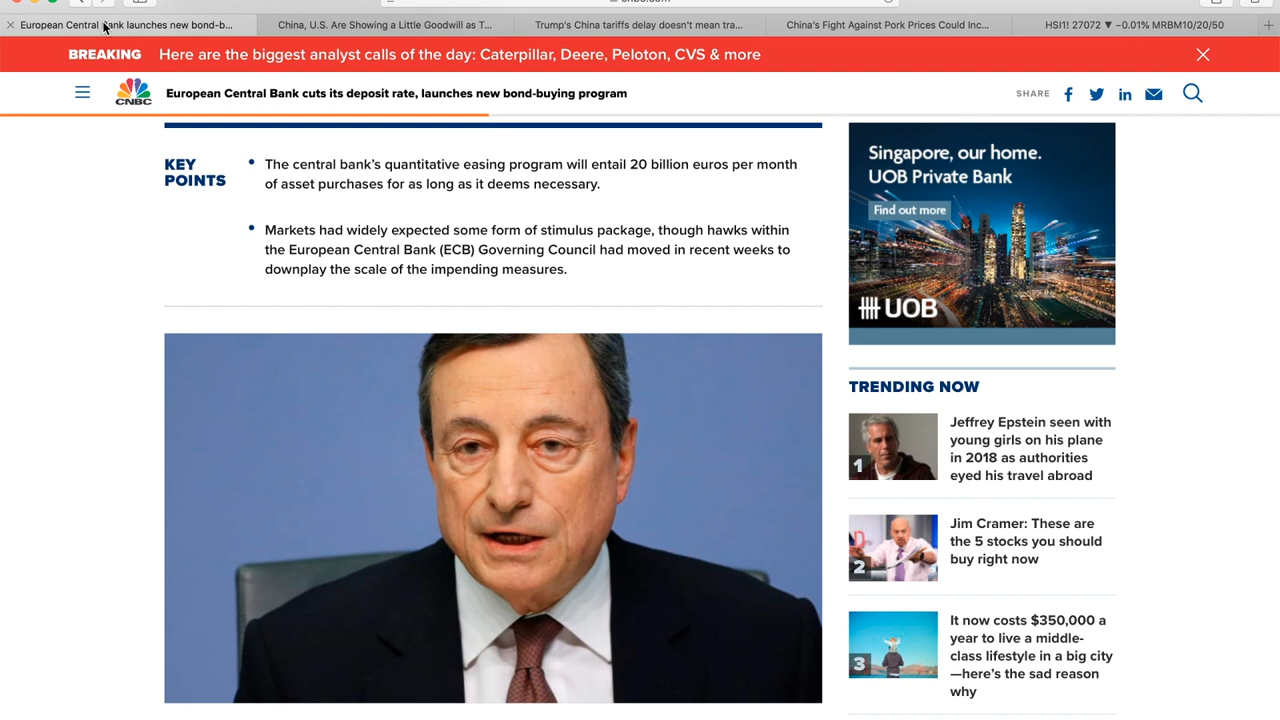 European Central Bank launches new bond-b...
China, U.S. Are Showing a Little Goodwill as T...
Trump's China tariffs delay doesn't mean tra...
China's Fight Against Pork Prices Could Inc...
HSI1! 27072 ▼ −0.01% MRBM10/20/50
BREAKING Here are the biggest analyst calls of the day: Caterpillar, Deere, Peloton, CVS & more
CNBC
European Central Bank cuts its deposit rate, launches new bond-buying program
SHARE
KEY
POINTS
• The central bank's quantitative easing program will entail 20 billion euros per month
of asset purchases for as long as it deems necessary.
• Markets had widely expected some form of stimulus package, though hawks within
the European Central Bank (ECB) Governing Council had moved in recent weeks to
downplay the scale of the impending measures.
Singapore, our home.
UOB Private Bank
Find out more
UOB
TRENDING NOW
1
Jeffrey Epstein seen with
young girls on his plane
in 2018 as authorities
eyed his travel abroad
2
Jim Cramer: These are
the 5 stocks you should
buy right now
3
It now costs $350,000 a
year to live a middle-
class lifestyle in a big city
—here's the sad reason
why